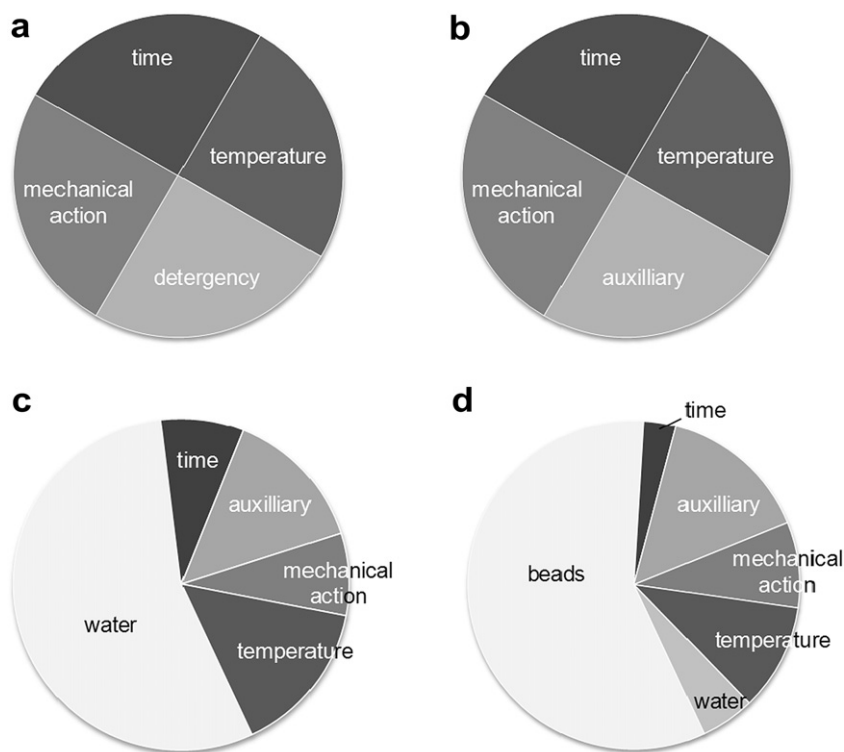 a
time
temperature
mechanical
action
detergency
b
time
temperature
mechanical
action
auxilliary
c
time
auxilliary
mechanical
action
temperature
water
d
time
auxilliary
mechanical
action
temperature
water
beads